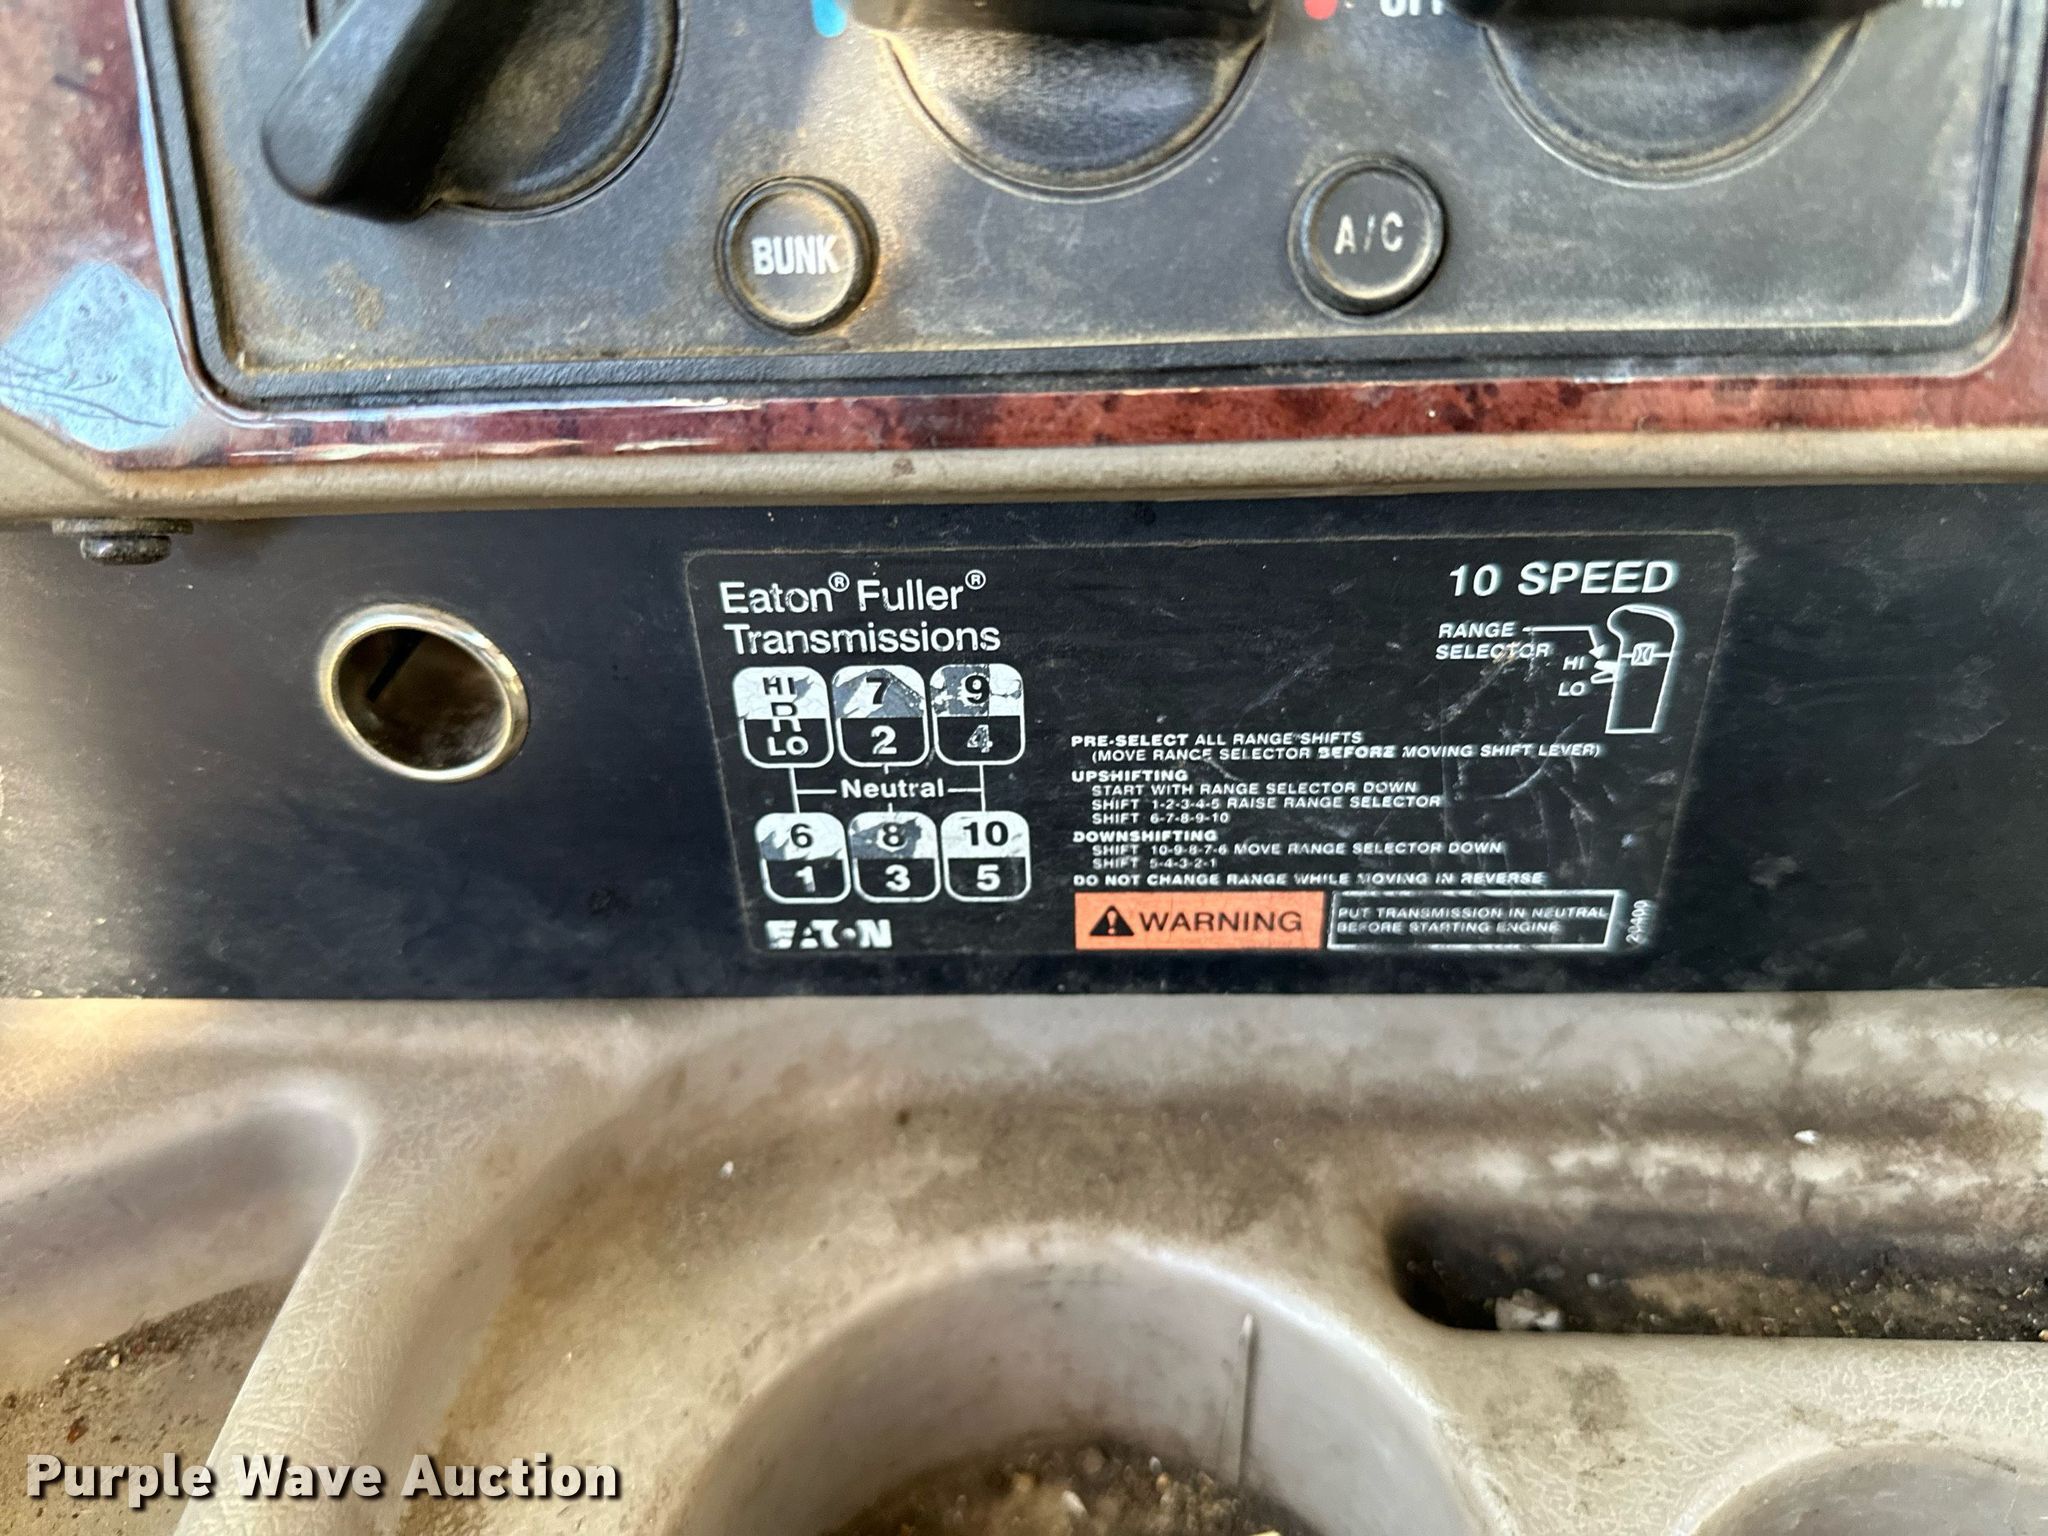 BUNK
A/C
Eaton® Fuller®
Transmissions
10 SPEED
RANGE
SELECTOR
HI
LO
HI 7 9
R
LO 2 4
Neutral
6 8 10
1 3 5
EATON
PRE-SELECT ALL RANGE SHIFTS
(MOVE RANGE SELECTOR BEFORE MOVING SHIFT LEVER)
UPSHIFTING
START WITH RANGE SELECTOR DOWN
SHIFT 1-2-3-4-5 RAISE RANGE SELECTOR
SHIFT 6-7-8-9-10
DOWNSHIFTING
SHIFT 10-9-8-7-6 MOVE RANGE SELECTOR DOWN
SHIFT 5-4-3-2-1
DO NOT CHANGE RANGE WHILE MOVING IN REVERSE
WARNING
PUT TRANSMISSION IN NEUTRAL
BEFORE STARTING ENGINE
20400
Purple Wave Auction